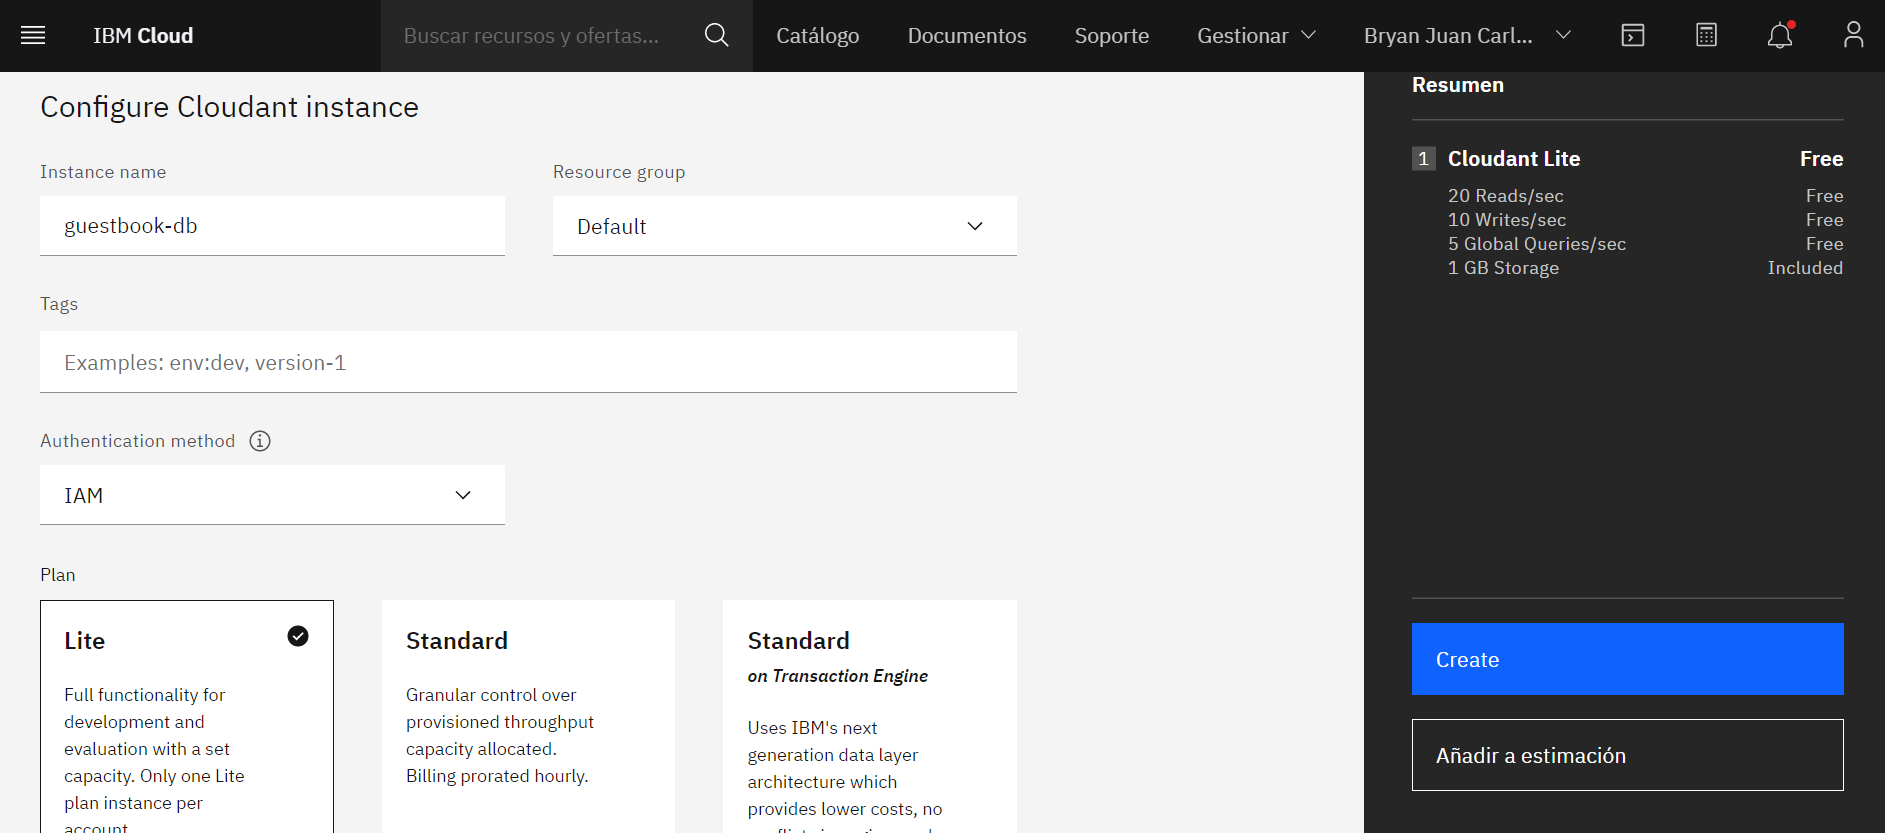 IBM Cloud
Buscar recursos y ofertas...
Catálogo
Documentos
Soporte
Gestionar
Bryan Juan Carl...
Configure Cloudant instance
Instance name
Resource group
guestbook-db
Default
Tags
Examples: env:dev, version-1
Authentication method
IAM
Plan
Lite
Full functionality for
development and
evaluation with a set
capacity. Only one Lite
plan instance per
account
Standard
Granular control over
provisioned throughput
capacity allocated.
Billing prorated hourly.
Standard
on Transaction Engine
Uses IBM's next
generation data layer
architecture which
provides lower costs, no
Resumen
1 Cloudant Lite Free
20 Reads/sec Free
10 Writes/sec Free
5 Global Queries/sec Free
1 GB Storage Included
Create
Añadir a estimación